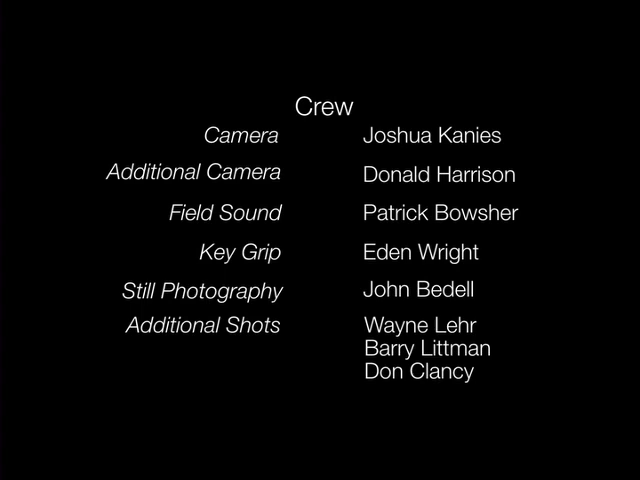 Crew
Camera Joshua Kanies
Additional Camera Donald Harrison
Field Sound Patrick Bowsher
Key Grip Eden Wright
Still Photography John Bedell
Additional Shots Wayne Lehr
Barry Littman
Don Clancy